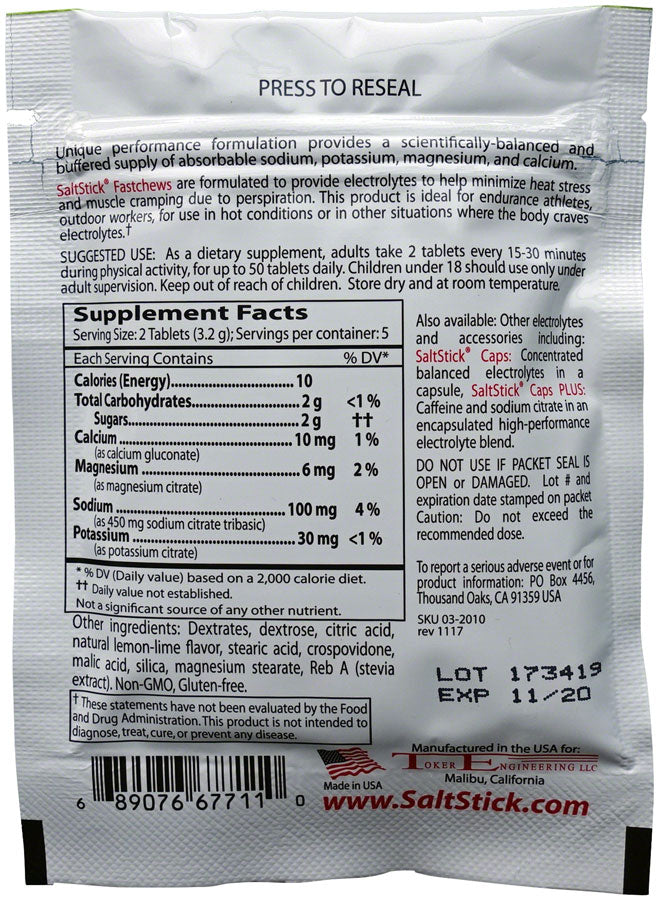 PRESS TO RESEAL
Unique performance formulation provides a scientifically-balanced and
buffered supply of absorbable sodium, potassium, magnesium, and calcium.
SaltStick® Fastchews are formulated to provide electrolytes to help minimize heat stress
and muscle cramping due to perspiration. This product is ideal for endurance athletes,
outdoor workers, for use in hot conditions or in other situations where the body craves
electrolytes.†
SUGGESTED USE: As a dietary supplement, adults take 2 tablets every 15-30 minutes
during physical activity, for up to 50 tablets daily. Children under 18 should use only under
adult supervision. Keep out of reach of children. Store dry and at room temperature.
Supplement Facts
Serving Size: 2 Tablets (3.2 g); Servings per container: 5
Each Serving Contains % DV*
Calories (Energy)..............................10
Total Carbohydrates..........................2 g <1 %
Sugars..........................................2 g ††
Calcium ..........................................10 mg 1 %
(as calcium gluconate)
Magnesium ......................................6 mg 2 %
(as magnesium citrate)
Sodium ..........................................100 mg 4 %
(as 450 mg sodium citrate tribasic)
Potassium ........................................30 mg <1 %
(as potassium citrate)
* % DV (Daily value) based on a 2,000 calorie diet.
†† Daily value not established.
Not a significant source of any other nutrient.
Other ingredients: Dextrates, dextrose, citric acid,
natural lemon-lime flavor, stearic acid, crospovidone,
malic acid, silica, magnesium stearate, Reb A (stevia
extract). Non-GMO, Gluten-free.
† These statements have not been evaluated by the Food
and Drug Administration. This product is not intended to
diagnose, treat, cure, or prevent any disease.
Also available: Other electrolytes
and accessories including:
SaltStick® Caps: Concentrated
balanced electrolytes in a
capsule, SaltStick® Caps PLUS:
Caffeine and sodium citrate in an
encapsulated high-performance
electrolyte blend.
DO NOT USE IF PACKET SEAL IS
OPEN or DAMAGED. Lot # and
expiration date stamped on packet
Caution: Do not exceed the
recommended dose.
To report a serious adverse event or for
product information: PO Box 4456,
Thousand Oaks, CA 91359 USA
SKU 03-2010
rev 1117
LOT 173419
EXP 11/20
6 89076 67711 0
Made in USA
Manufactured in the USA for:
TOKER ENGINEERING LLC
Malibu, California
www.SaltStick.com